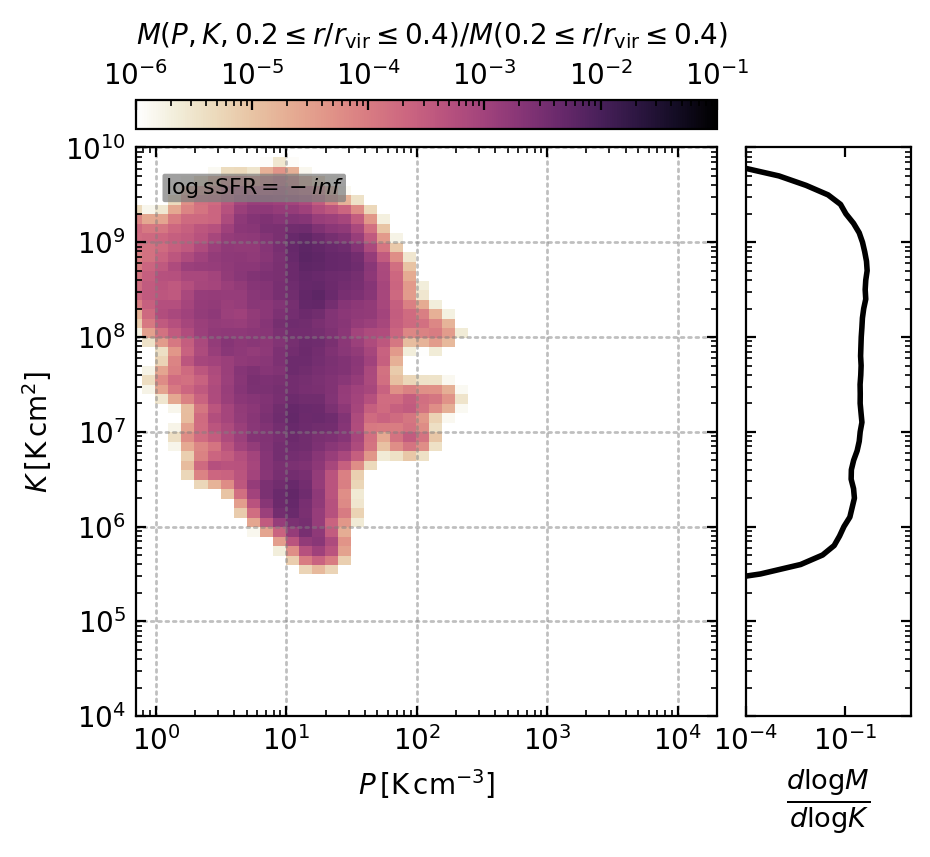 M(P, K, 0.2 ≤ r/r_vir ≤ 0.4)/M(0.2 ≤ r/r_vir ≤ 0.4)
10^−6 10^−5 10^−4 10^−3 10^−2 10^−1
log sSFR = −inf
10^10
10^9
10^8
10^7
10^6
10^5
10^4
K [K cm^2]
10^0 10^1 10^2 10^3 10^4
P [K cm^−3]
10^−4 10^−1
dlogM
dlogK